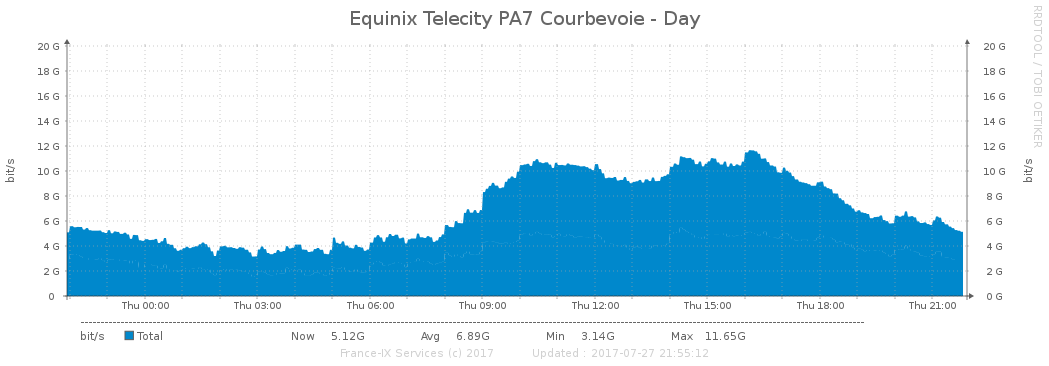 Equinix Telecity PA7 Courbevoie - Day
RRDTOOL / TOBI OETIKER
bit/s
20 G 20 G
18 G 18 G
16 G 16 G
14 G 14 G
12 G 12 G
10 G 10 G
8 G 8 G
6 G 6 G
4 G 4 G
2 G 2 G
0 0 G
bit/s
Thu 00:00 Thu 03:00 Thu 06:00 Thu 09:00 Thu 12:00 Thu 15:00 Thu 18:00 Thu 21:00
bit/s Total Now 5.12G Avg 6.89G Min 3.14G Max 11.65G
France-IX Services (c) 2017 Updated : 2017-07-27 21:55:12